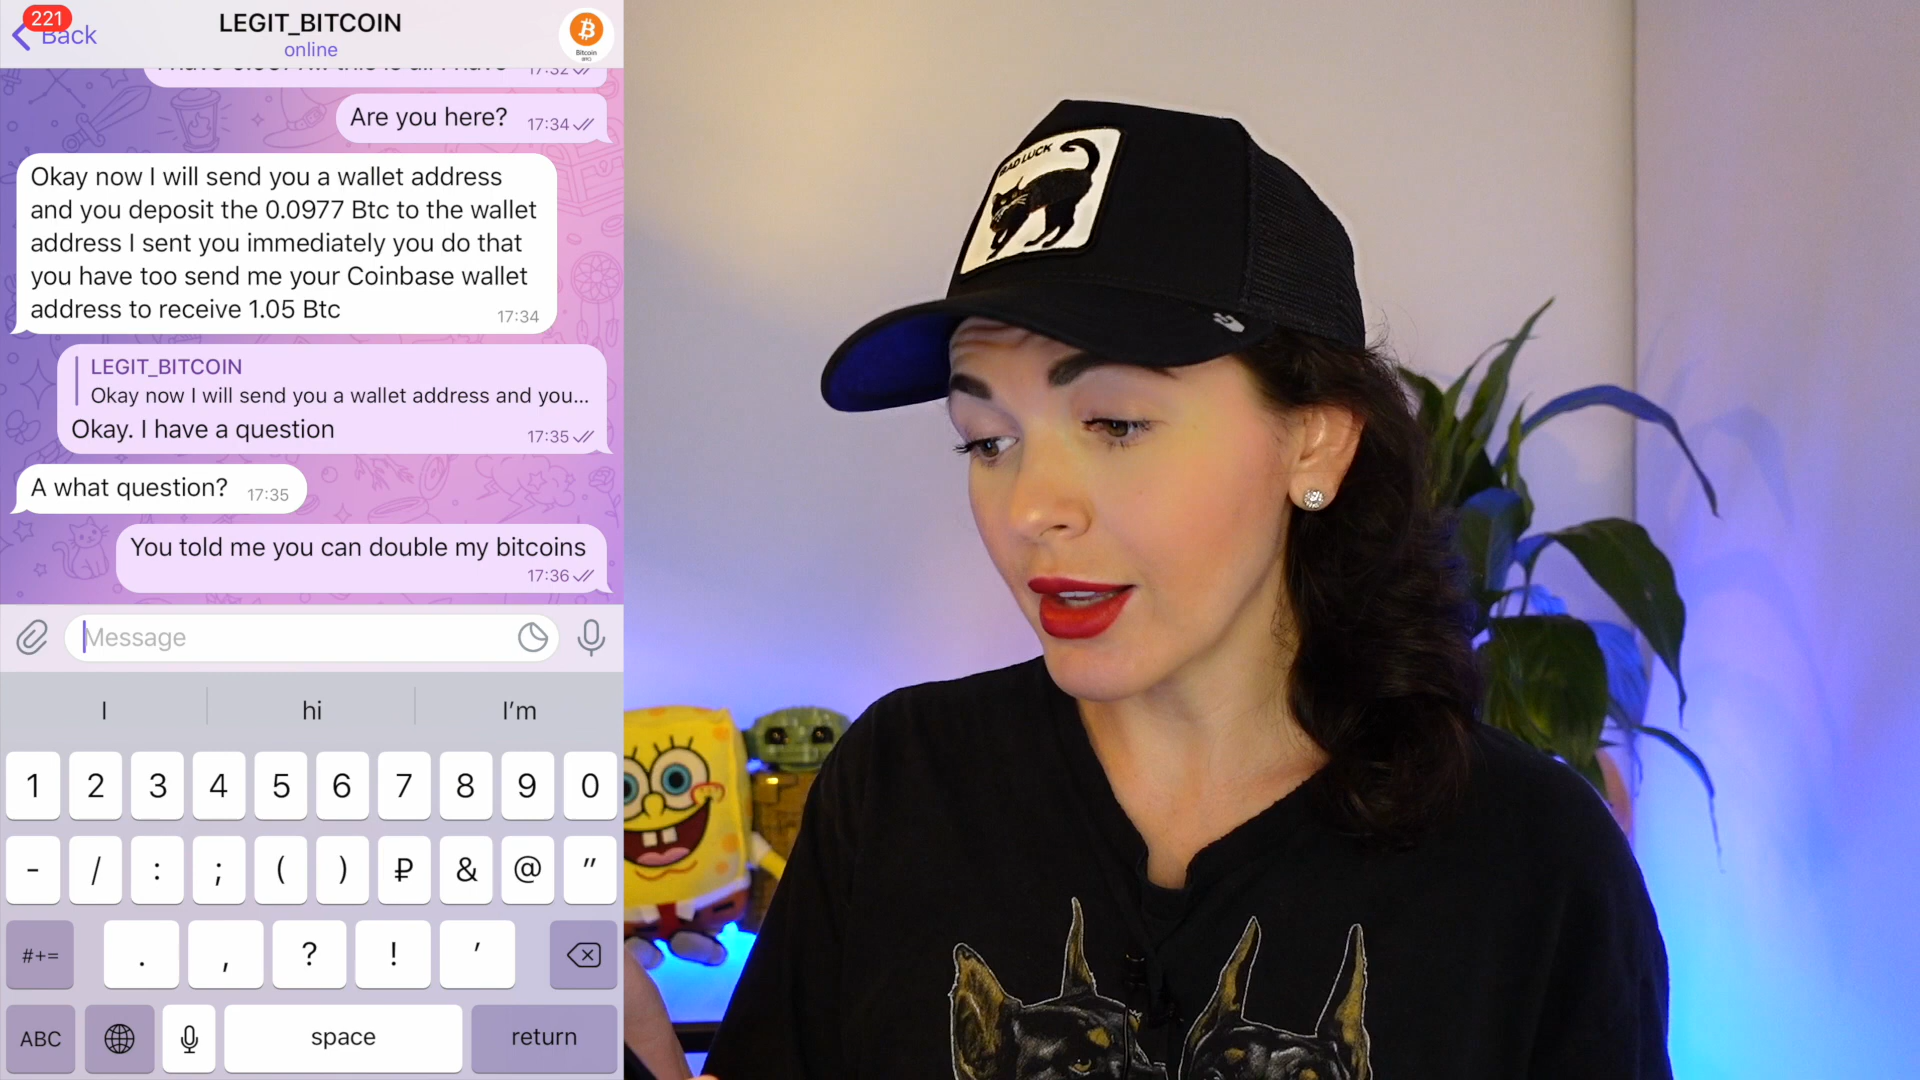 221
Back
LEGIT_BITCOIN
online
Bitcoin
17:32
Are you here?
17:34
Okay now I will send you a wallet address
and you deposit the 0.0977 Btc to the wallet
address I sent you immediately you do that
you have too send me your Coinbase wallet
address to receive 1.05 Btc
17:34
LEGIT_BITCOIN
Okay now I will send you a wallet address and you...
Okay. I have a question
17:35
A what question?
17:35
You told me you can double my bitcoins
17:36
Message
I hi I'm
1 2 3 4 5 6 7 8 9 0
- / : ; ( ) ₽ & @ "
#+= . , ? ! '
ABC space return
BAD LUCK